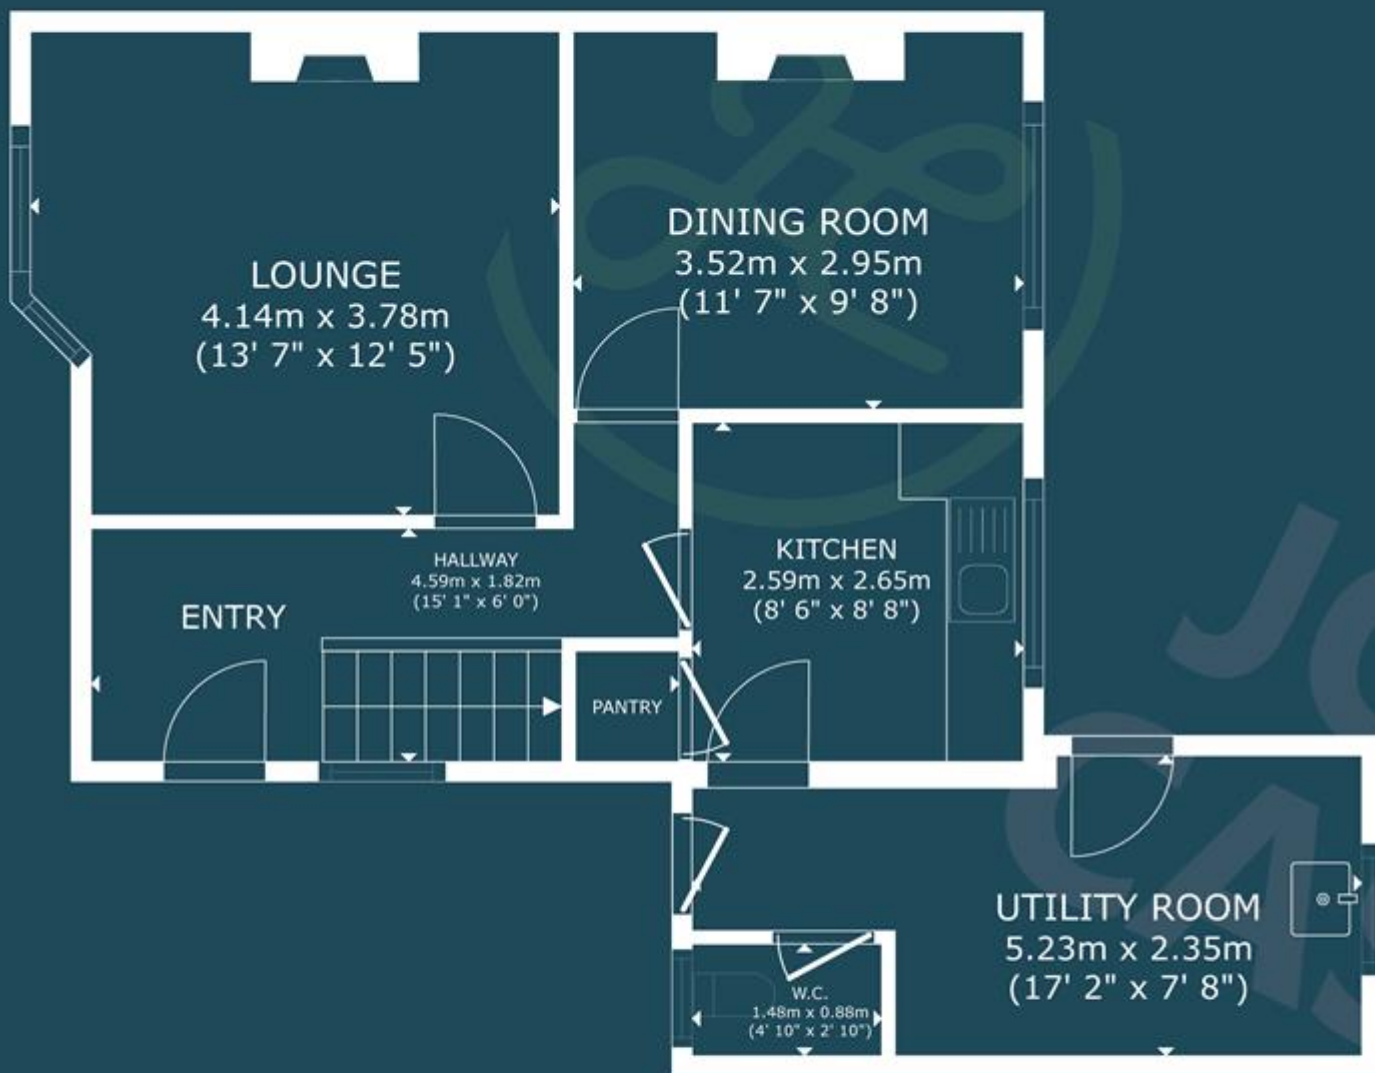 LOUNGE
4.14m x 3.78m
(13' 7" x 12' 5")
DINING ROOM
3.52m x 2.95m
(11' 7" x 9' 8")
HALLWAY
4.59m x 1.82m
(15' 1" x 6' 0")
ENTRY
KITCHEN
2.59m x 2.65m
(8' 6" x 8' 8")
PANTRY
UTILITY ROOM
5.23m x 2.35m
(17' 2" x 7' 8")
W.C.
1.48m x 0.88m
(4' 10" x 2' 10")